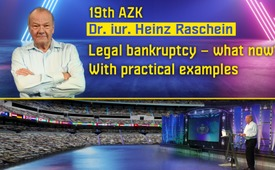 19th AZK
Dr. iur. Heinz Raschein
Legal bankruptcy – what now
With practical examples